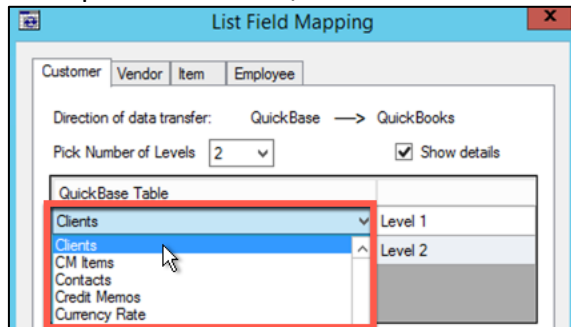 List Field Mapping
X
Customer Vendor Item Employee
Direction of data transfer: QuickBase —> QuickBooks
Pick Number of Levels 2 Show details
QuickBase Table
Clients Level 1
Clients Level 2
CM Items
Contacts
Credit Memos
Currency Rate